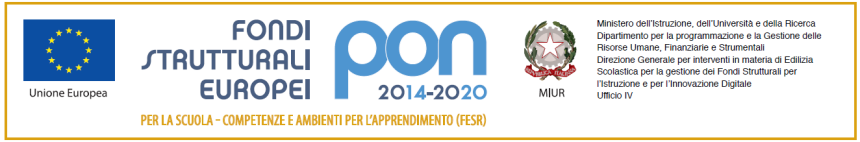 Unione Europea
FONDI
STRUTTURALI
EUROPEI
pon
2014-2020
PER LA SCUOLA - COMPETENZE E AMBIENTI PER L'APPRENDIMENTO (FESR)
REPVBBLICA ITALIANA
MIUR
Ministero dell'Istruzione, dell'Università e della Ricerca
Dipartimento per la programmazione e la Gestione delle
Risorse Umane, Finanziarie e Strumentali
Direzione Generale per interventi in materia di Edilizia
Scolastica per la gestione dei Fondi Strutturali per
l'Istruzione e per l'Innovazione Digitale
Ufficio IV